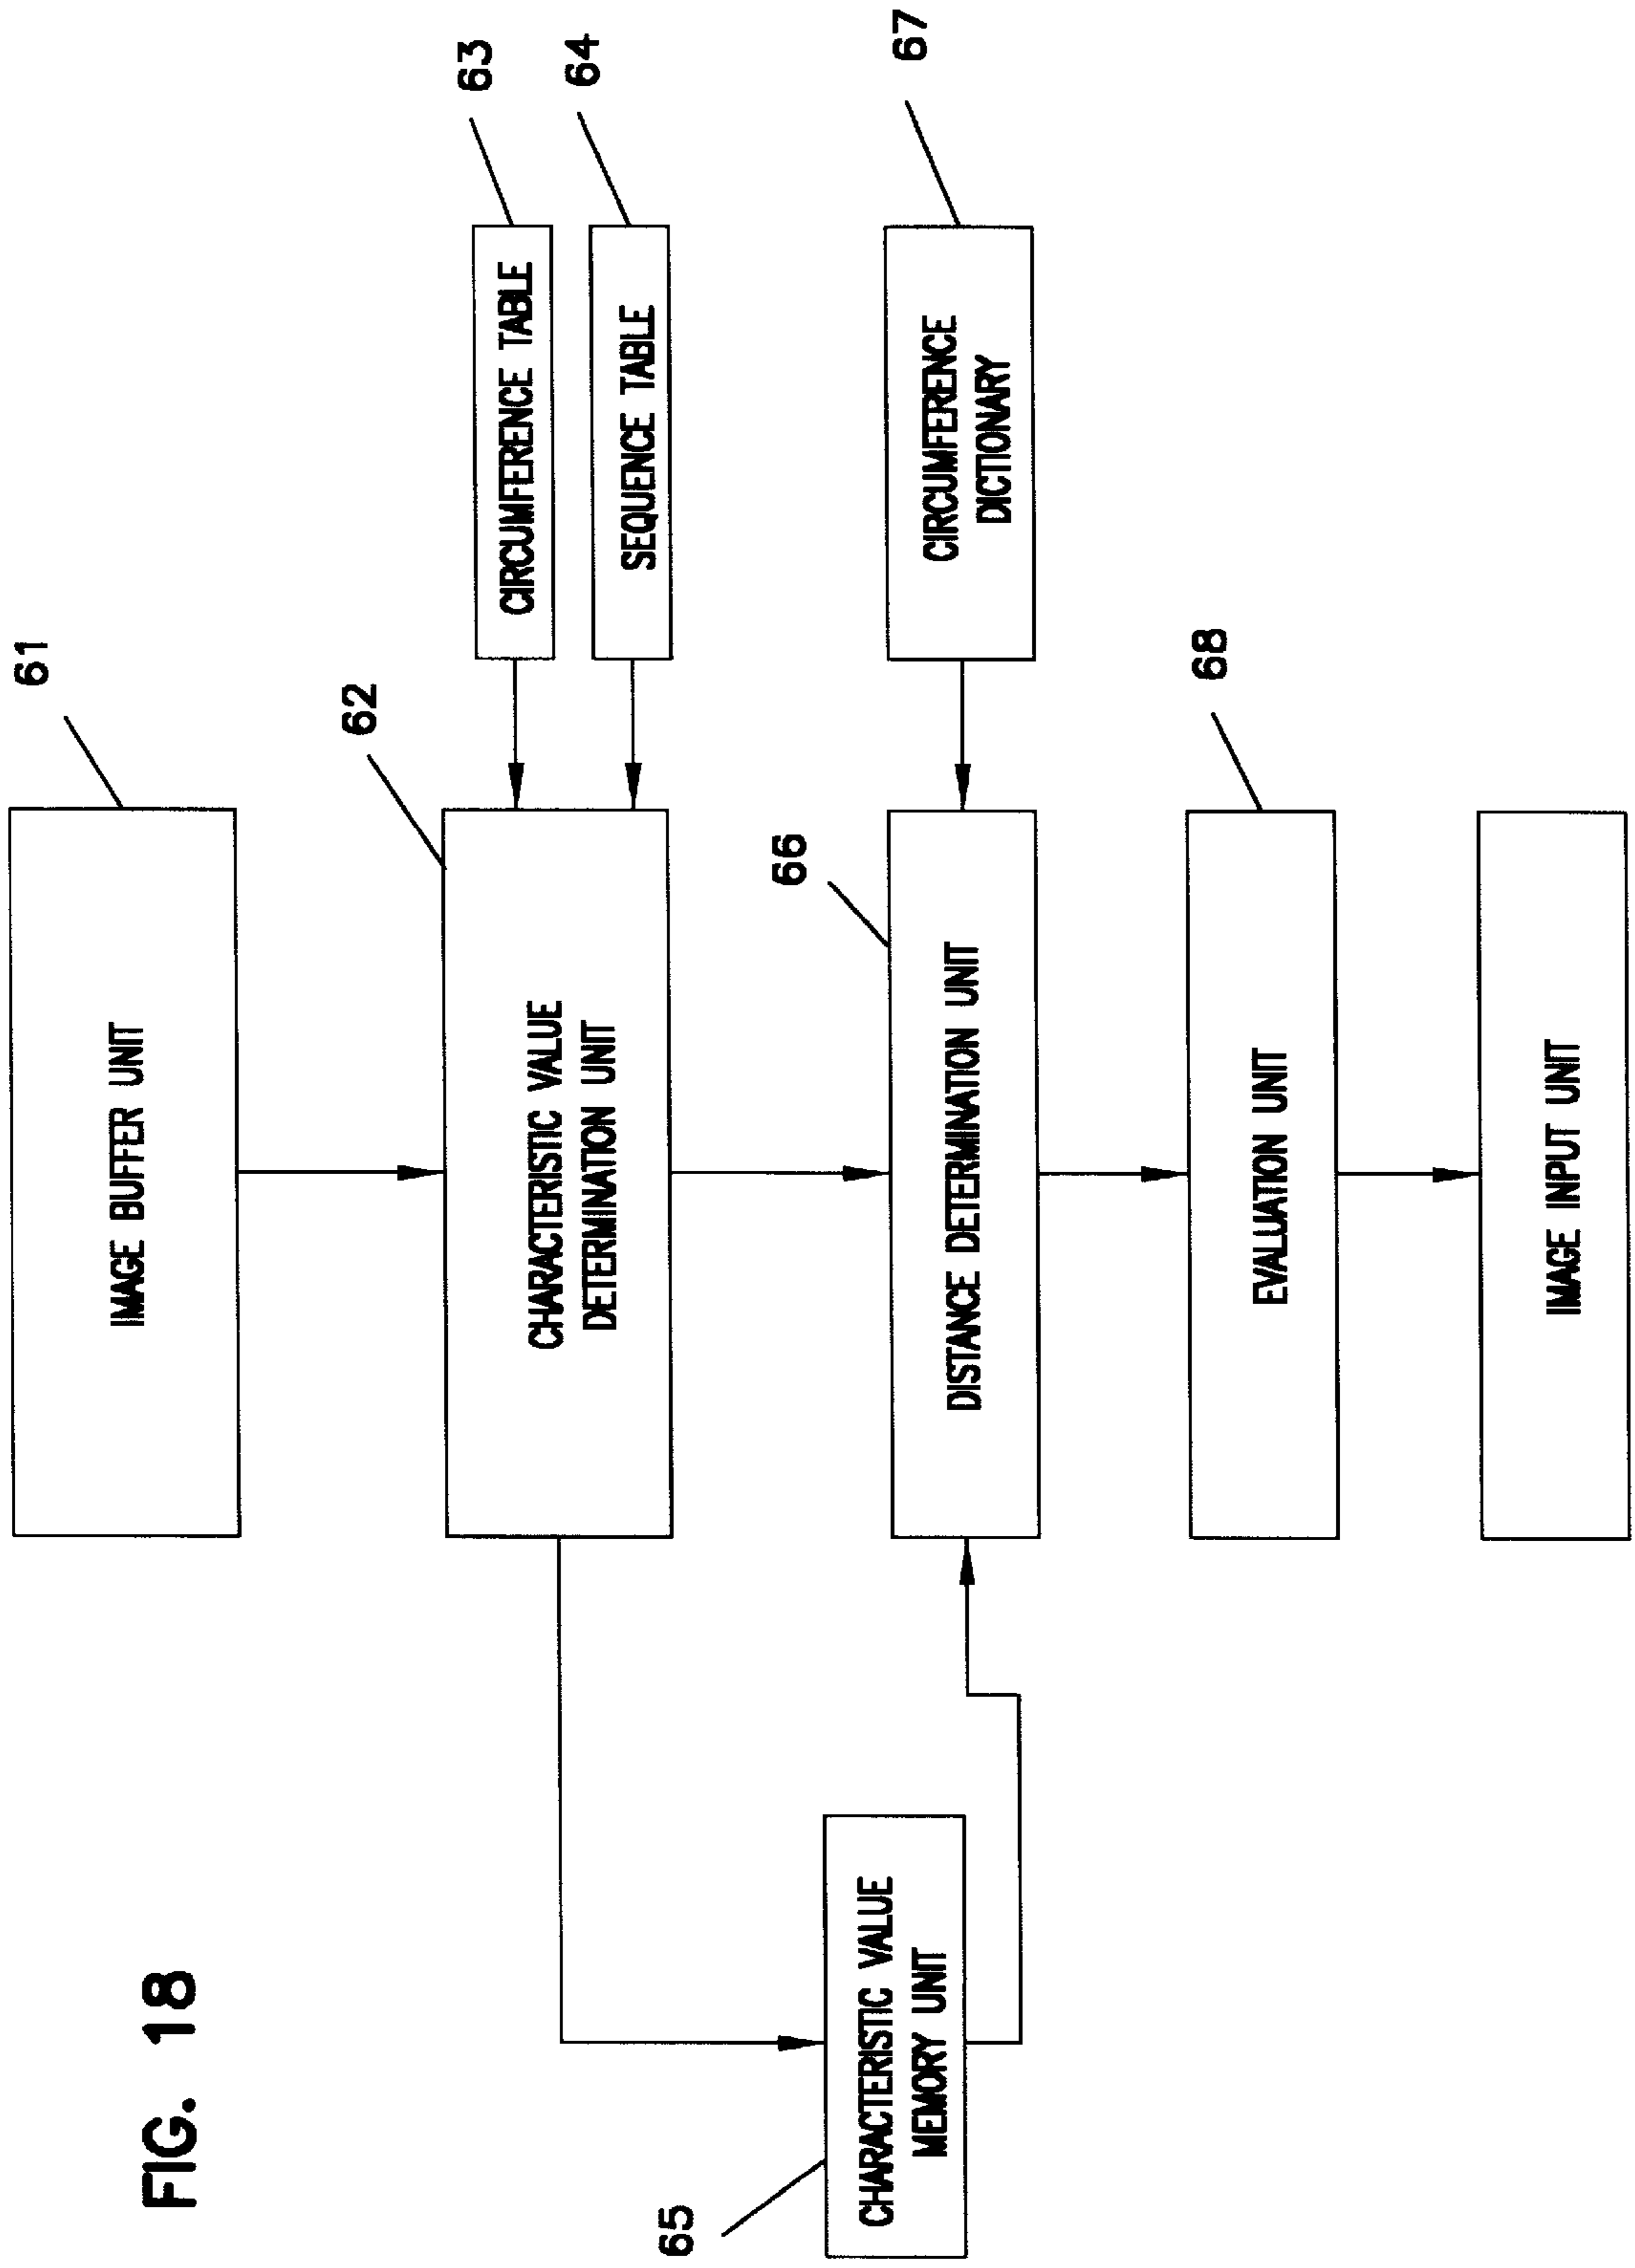 FIG. 18
61
IMAGE BUFFER UNIT
62
CHARACTERISTIC VALUE
DETERMINATION UNIT
63
CIRCUMFERENCE TABLE
64
SEQUENCE TABLE
65
CHARACTERISTIC VALUE
MEMORY UNIT
66
DISTANCE DETERMINATION UNIT
67
CIRCUMFERENCE
DICTIONARY
68
EVALUATION UNIT
IMAGE INPUT UNIT